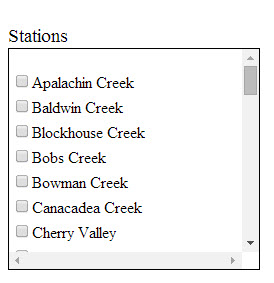 Stations
Apalachin Creek
Baldwin Creek
Blockhouse Creek
Bobs Creek
Bowman Creek
Canacadea Creek
Cherry Valley